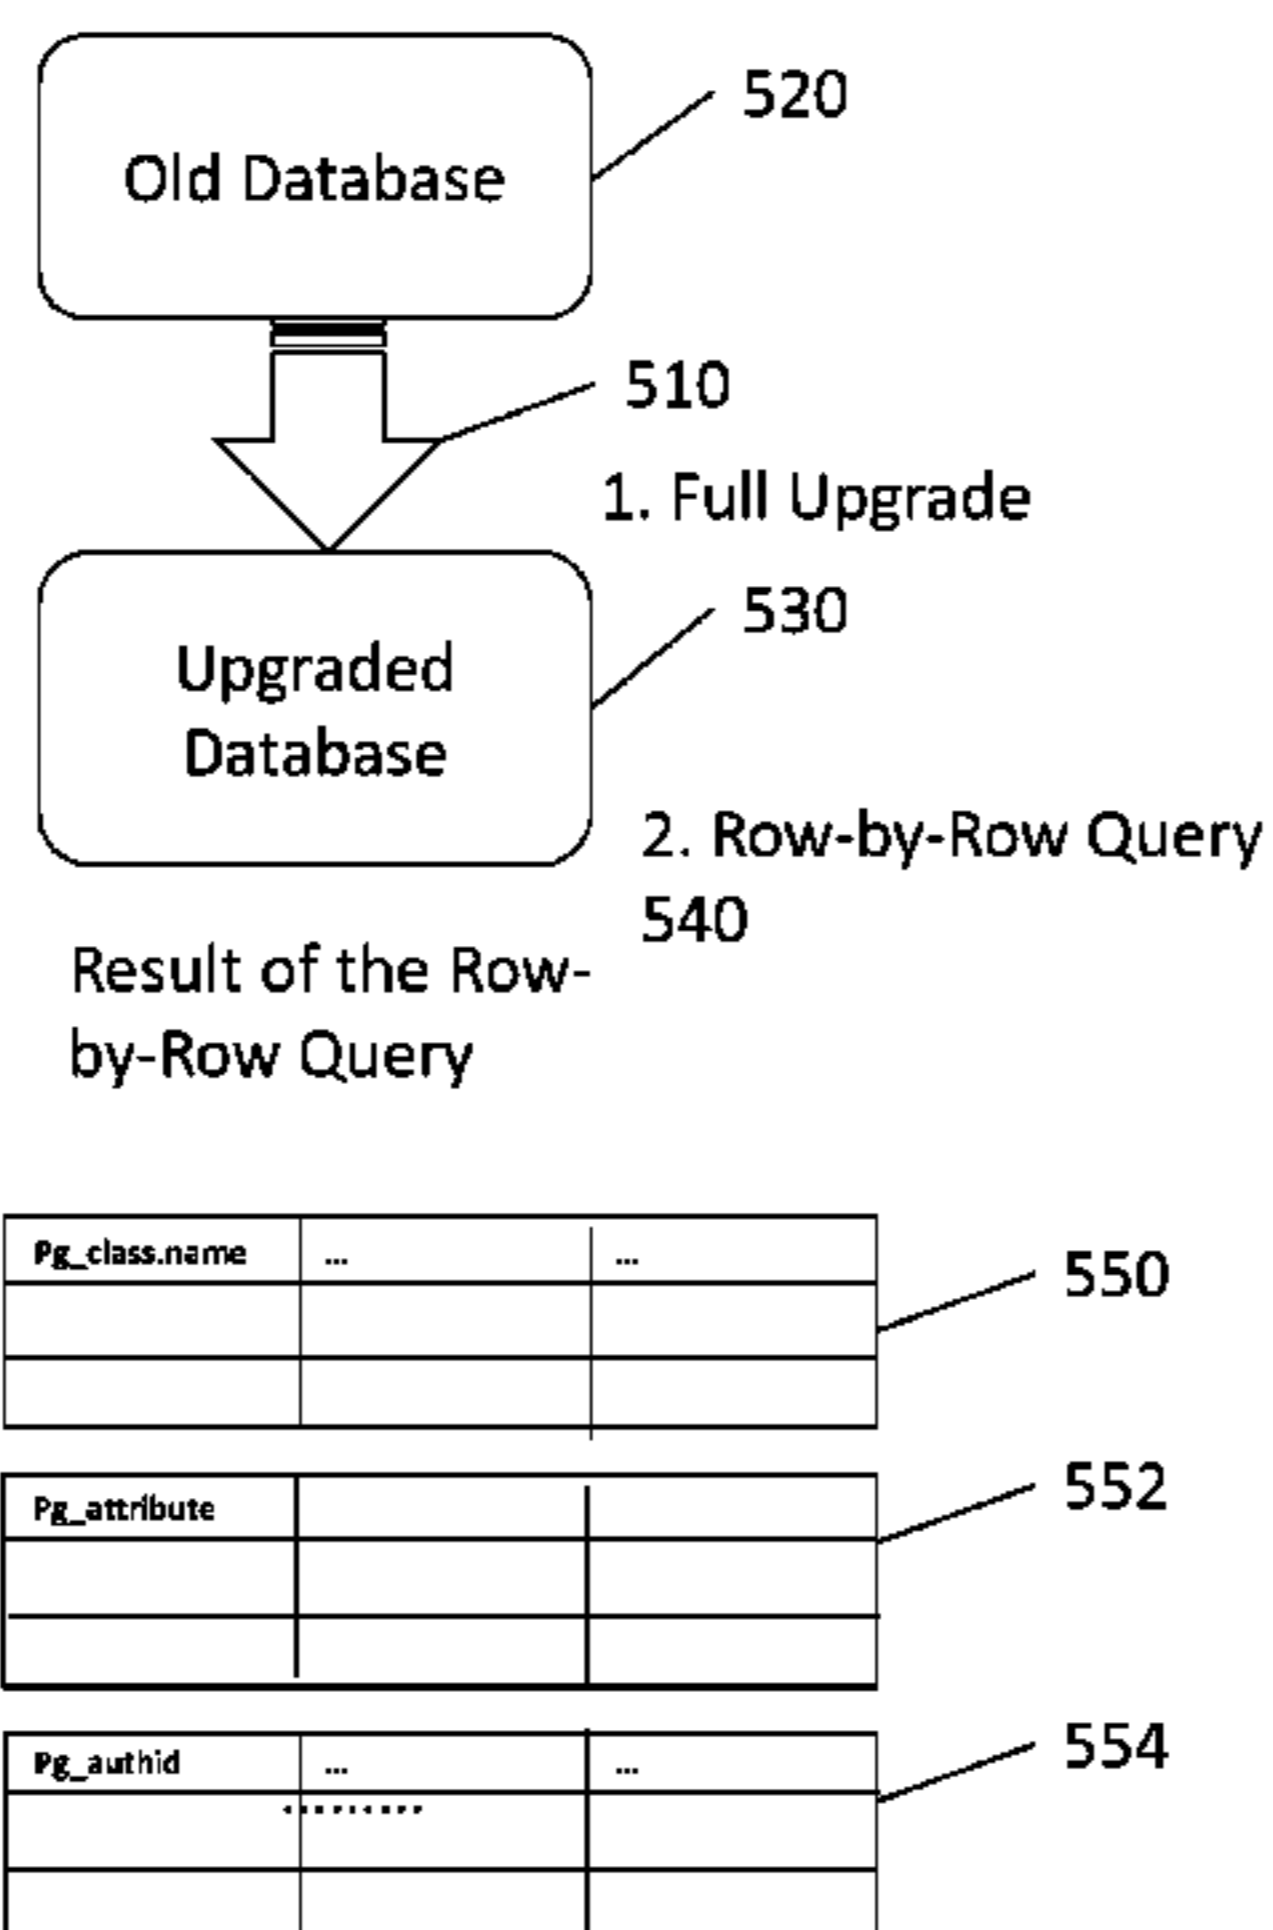 520
Old Database
510
1. Full Upgrade
530
Upgraded
Database
2. Row-by-Row Query
540
Result of the Row-
by-Row Query
Pg_class.name ... ...
550
552
Pg_attribute
554
Pg_authid ... ...